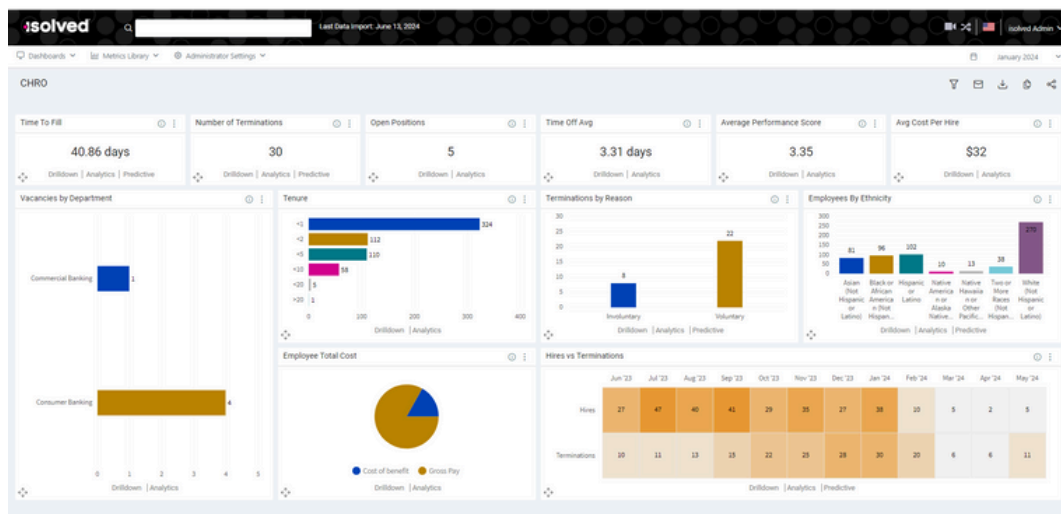 isolved
Last Data Import: June 13, 2024
isolved Admin
Dashboards
Metrics Library
Administrator Settings
January 2024
CHRO
Time To Fill
40.86 days
Drilldown | Analytics | Predictive
Number of Terminations
30
Drilldown | Analytics | Predictive
Open Positions
5
Drilldown | Analytics
Time Off Avg
3.31 days
Drilldown | Analytics
Average Performance Score
3.35
Drilldown | Analytics
Avg Cost Per Hire
$32
Drilldown | Analytics
Vacancies by Department
Commercial Banking
1
Consumer Banking
4
0 1 2 3 4 5
Drilldown | Analytics
Tenure
<1 324
<2 112
<5 110
<10 58
<20 5
>20 1
0 100 200 300 400
Drilldown | Analytics
Terminations by Reason
30
25
20
15
10
5
0
8
22
Involuntary Voluntary
Drilldown | Analytics | Predictive
Employees By Ethnicity
300
250
200
150
100
50
0
81 96 102 10 13 38 270
Asian
(Not
Hispanic
or
Latino)
Black or
African
America
n (Not
Hispan...
Hispanic
or
Latino
Native
America
n or
Alaska
Native...
Native
Hawaiia
n or
Other
Pacific...
Two or
More
Races
(Not
Hispan...
White
(Not
Hispanic
or
Latino)
Drilldown | Analytics | Predictive
Employee Total Cost
Cost of benefit Gross Pay
Drilldown | Analytics
Hires vs Terminations
Jun '23 Jul '23 Aug '23 Sep '23 Oct '23 Nov '23 Dec '23 Jan '24 Feb '24 Mar '24 Apr '24 May '24
Hires 27 47 40 41 29 35 27 38 10 5 2 5
Terminations 10 11 13 15 22 25 28 30 20 6 6 11
Drilldown | Analytics | Predictive